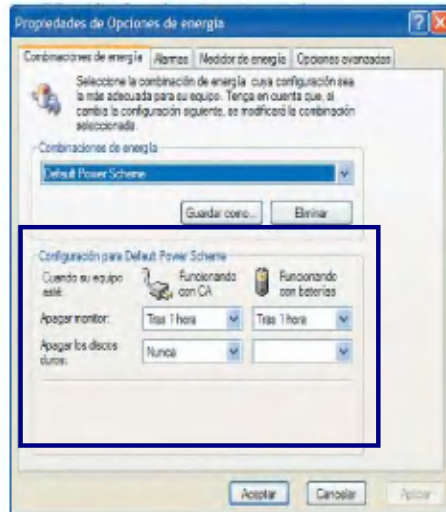 Propiedades de Opciones de energía
Combinaciones de energía Alarmas Medidor de energía Opciones avanzadas
Seleccione la combinación de energía cuya configuración sea
la más adecuada para su equipo. Tenga en cuenta que, si
cambia la configuración siguiente, se modificará la combinación
seleccionada.
Combinaciones de energía
Default Power Scheme
Guardar como... Eliminar
Configuración para Default Power Scheme
Cuando su equipo
esté:
Funcionando
con CA
Funcionando
con baterías
Apagar monitor: Tras 1 hora Tras 1 hora
Apagar los discos
duros: Nunca
Aceptar Cancelar Aplicar